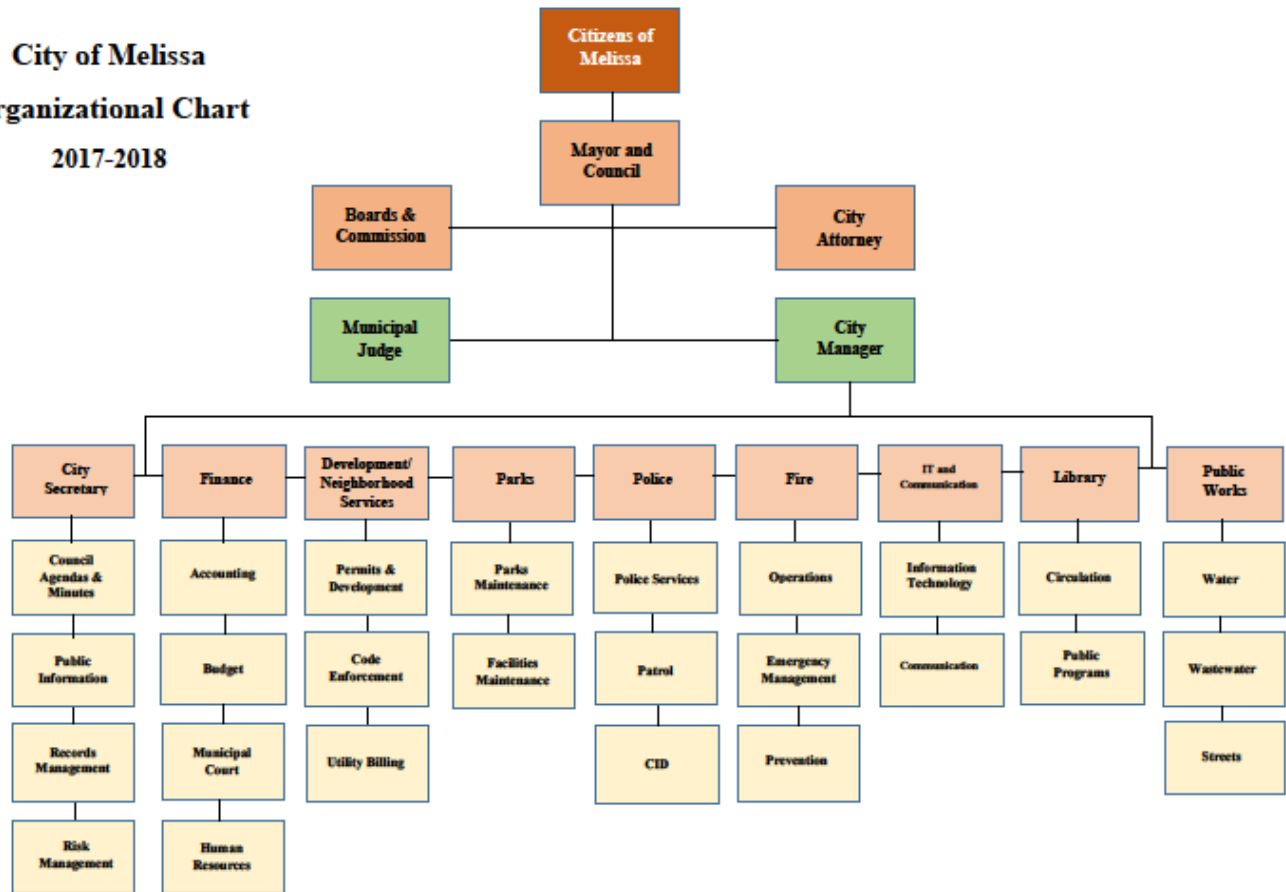 City of Melissa
rganizational Chart
2017-2018
Citizens of
Melissa
Mayor and
Council
Boards &
Commission
City
Attorney
Municipal
Judge
City
Manager
City
Secretary
Finance
Development/
Neighborhood
Services
Parks
Police
Fire
IT and
Communication
Library
Public
Works
Council
Agendas &
Minutes
Accounting
Permits &
Development
Parks
Maintenance
Police Services
Operations
Information
Technology
Circulation
Water
Public
Information
Budget
Code
Enforcement
Facilities
Maintenance
Patrol
Emergency
Management
Communication
Public
Programs
Wastewater
Records
Management
Municipal
Court
Utility Billing
CID
Prevention
Streets
Risk
Management
Human
Resources